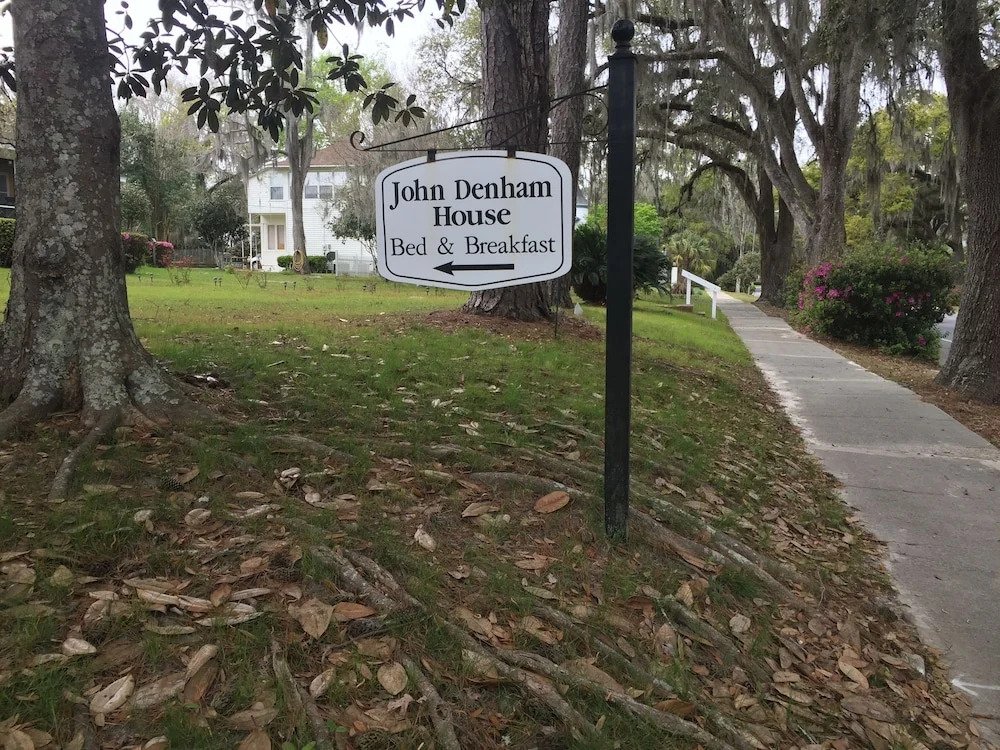 John Denham
House
Bed & Breakfast